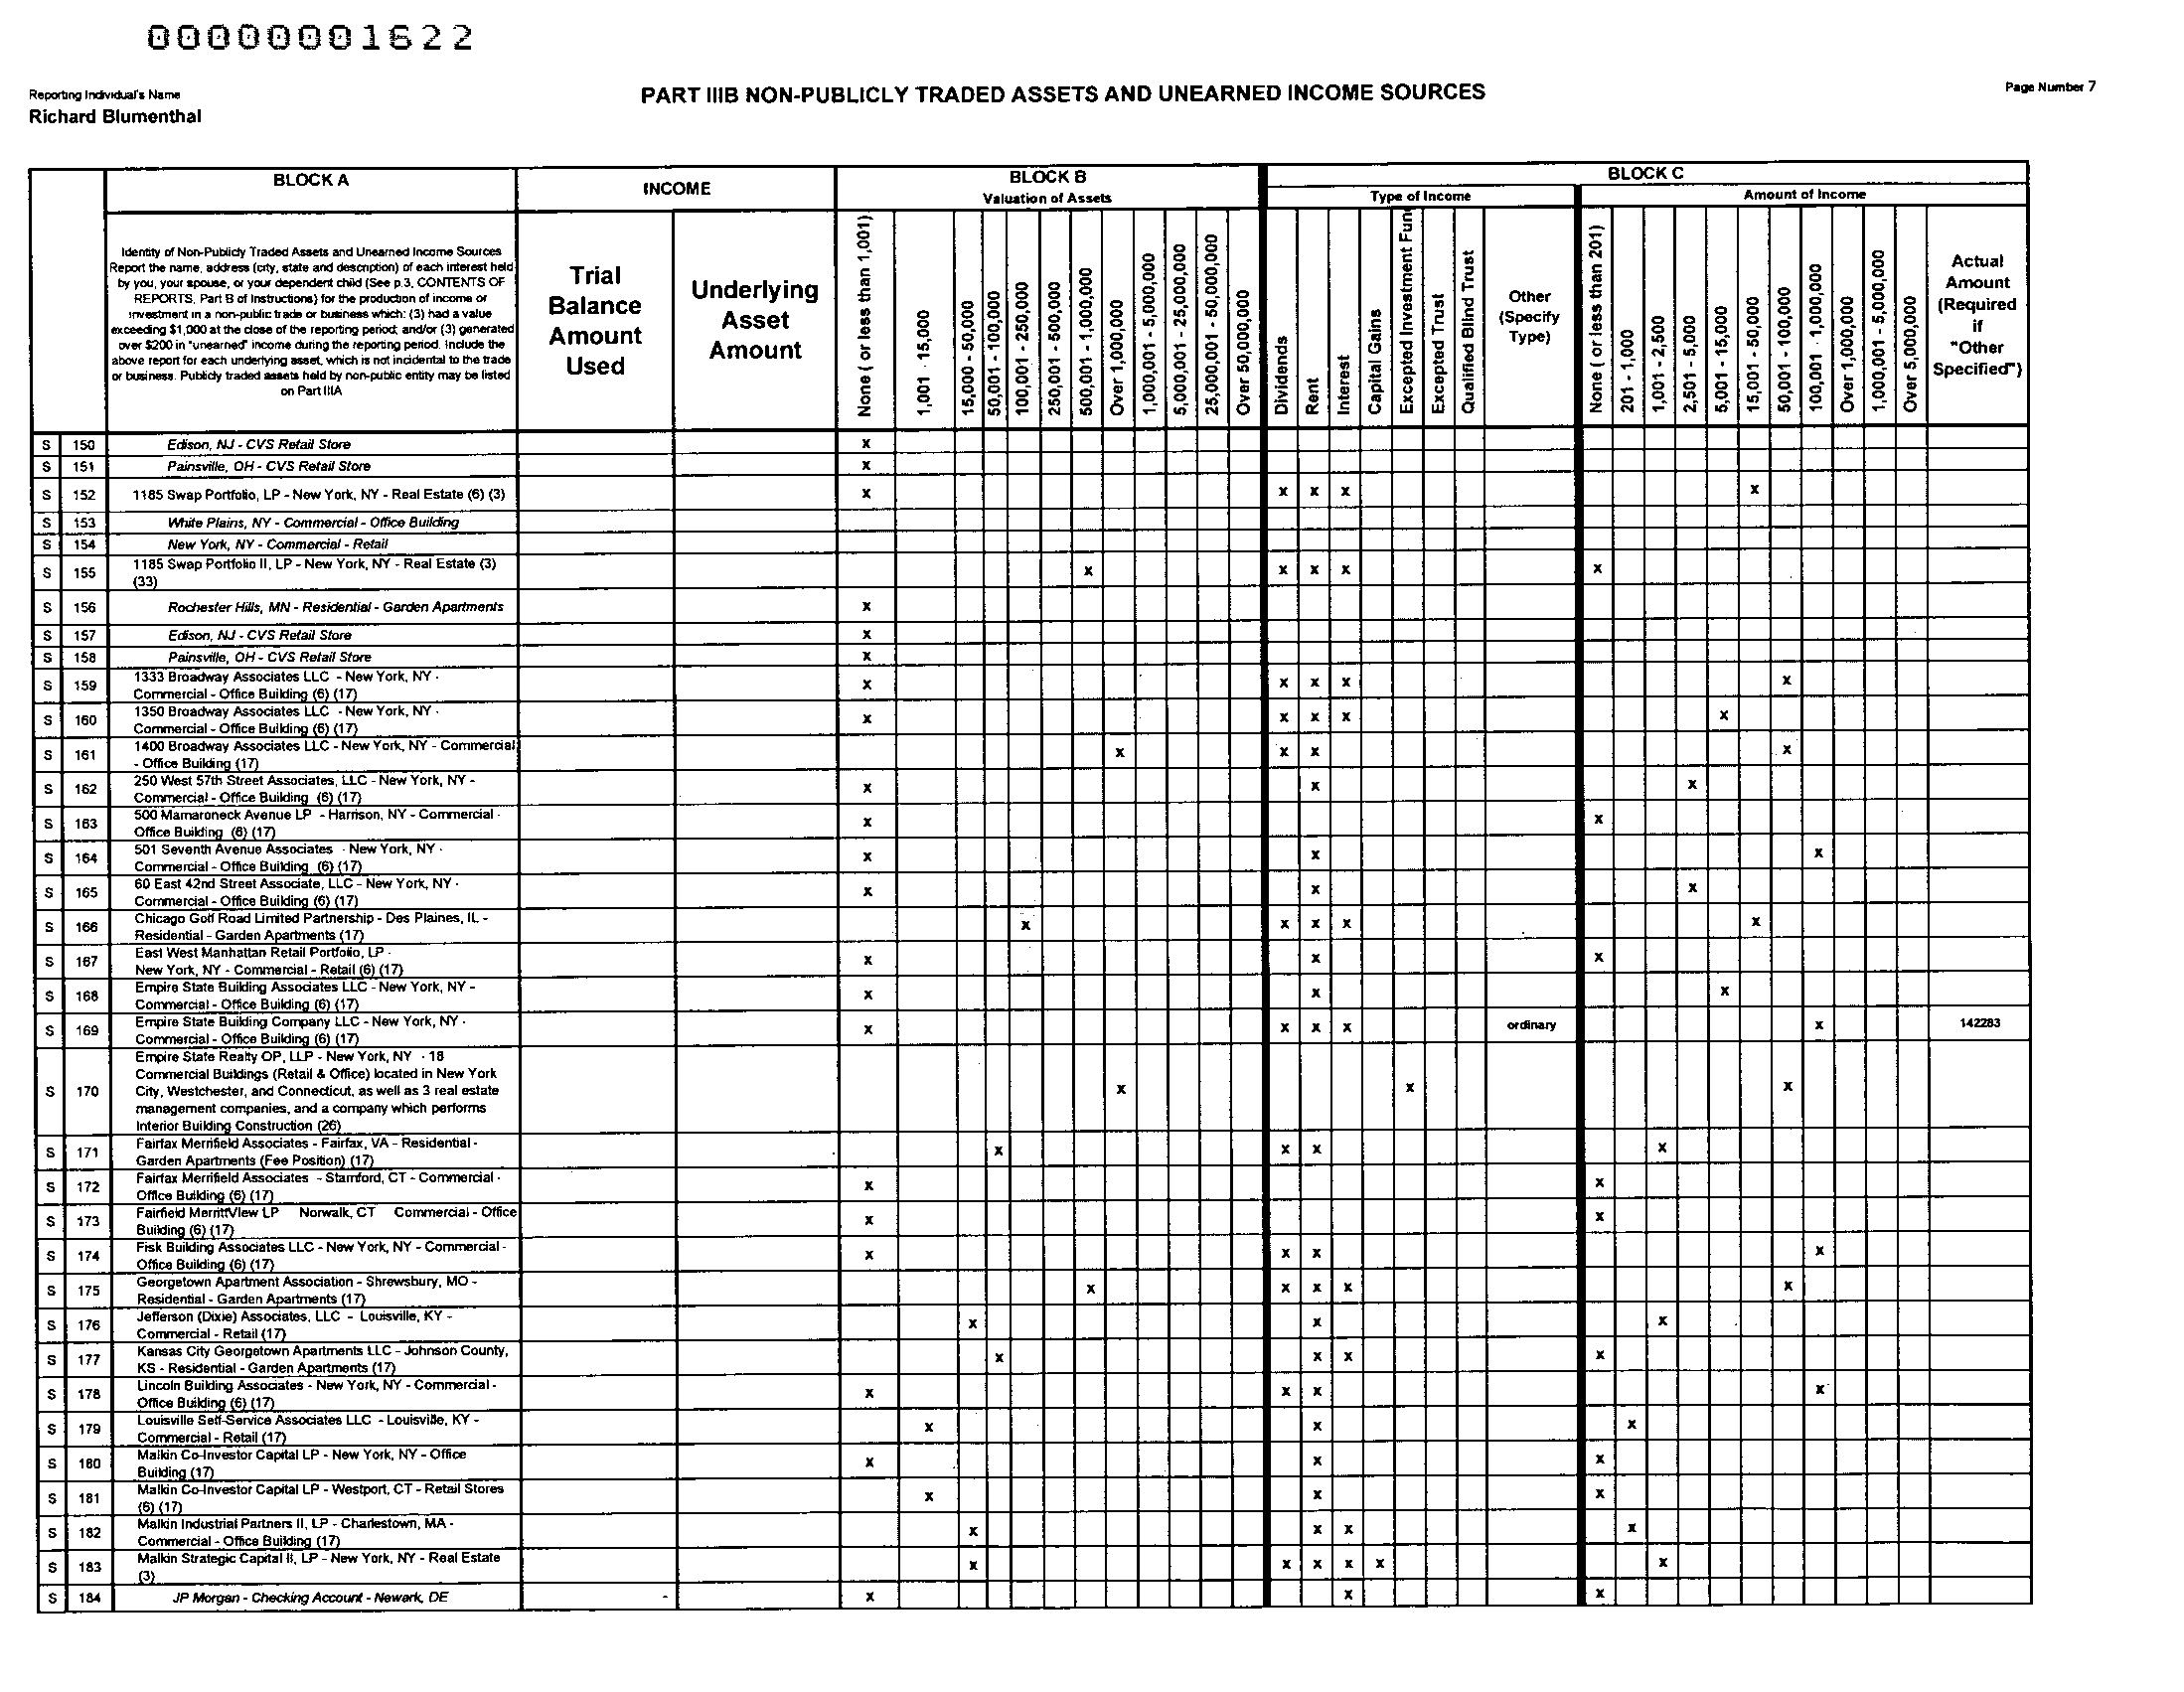 00000001622
Reporting Individual's Name
Richard Blumenthal
PART IIIB NON-PUBLICLY TRADED ASSETS AND UNEARNED INCOME SOURCES
Page Number 7
BLOCK A
INCOME
BLOCK B
Valuation of Assets
BLOCK C
Type of Income
Amount of Income
Identity of Non-Publicly Traded Assets and Unearned Income Sources
Report the name, address (city, state and description) of each interest held
by you, your spouse, or your dependent child (See p.3, CONTENTS OF
REPORTS, Part B of Instructions) for the production of income or
investment in a non-public trade or business which: (3) had a value
exceeding $1,000 at the close of the reporting period; and/or (3) generated
over $200 in "unearned" income during the reporting period. Include the
above report for each underlying asset, which is not incidental to the trade
or business. Publicly traded assets held by non-public entity may be listed
on Part IIIA
Trial
Balance
Amount
Used
Underlying
Asset
Amount
None ( or less than 1,001)
1,001 - 15,000
15,000 - 50,000
50,001 - 100,000
100,001 - 250,000
250,001 - 500,000
500,001 - 1,000,000
Over 1,000,000
1,000,001 - 5,000,000
5,000,001 - 25,000,000
25,000,001 - 50,000,000
Over 50,000,000
Dividends
Rent
Interest
Capital Gains
Excepted Investment Fun
Excepted Trust
Qualified Blind Trust
Other
(Specify
Type)
None ( or less than 201)
201 - 1,000
1,001 - 2,500
2,501 - 5,000
5,001 - 15,000
15,001 - 50,000
50,001 - 100,000
100,001 - 1,000,000
Over 1,000,000
1,000,001 - 5,000,000
Over 5,000,000
Actual
Amount
(Required
if
"Other
Specified")
S 150 Edison, NJ - CVS Retail Store x
S 151 Painsville, OH - CVS Retail Store x
S 152 1185 Swap Portfolio, LP - New York, NY - Real Estate (6) (3) x x x x x
S 153 White Plains, NY - Commercial - Office Building
S 154 New York, NY - Commercial - Retail
S 155 1185 Swap Portfolio II, LP - New York, NY - Real Estate (3)
(33) x x x x x
S 156 Rochester Hills, MN - Residential - Garden Apartments x
S 157 Edison, NJ - CVS Retail Store x
S 158 Painsville, OH - CVS Retail Store x
S 159 1333 Broadway Associates LLC - New York, NY -
Commercial - Office Building (6) (17) x x x x x
S 160 1350 Broadway Associates LLC - New York, NY -
Commercial - Office Building (6) (17) x x x x x
S 161 1400 Broadway Associates LLC - New York, NY - Commercial
- Office Building (17) x x x x
S 162 250 West 57th Street Associates, LLC - New York, NY -
Commercial - Office Building (6) (17) x x x
S 163 500 Mamaroneck Avenue LP - Harrison, NY - Commercial -
Office Building (6) (17) x x
S 164 501 Seventh Avenue Associates - New York, NY -
Commercial - Office Building (6) (17) x x x
S 165 60 East 42nd Street Associate, LLC - New York, NY -
Commercial - Office Building (6) (17) x x x
S 166 Chicago Golf Road Limited Partnership - Des Plaines, IL -
Residential - Garden Apartments (17) x x x x x
S 167 East West Manhattan Retail Portfolio, LP -
New York, NY - Commercial - Retail (6) (17) x x x
S 168 Empire State Building Associates LLC - New York, NY -
Commercial - Office Building (6) (17) x x x
S 169 Empire State Building Company LLC - New York, NY -
Commercial - Office Building (6) (17) x x x x ordinary x 142283
S 170 Empire State Realty OP, LLP - New York, NY - 18
Commercial Buildings (Retail & Office) located in New York
City, Westchester, and Connecticut, as well as 3 real estate
management companies, and a company which performs
Interior Building Construction (26) x x x
S 171 Fairfax Merrifield Associates - Fairfax, VA - Residential -
Garden Apartments (Fee Position) (17) x x x x
S 172 Fairfax Merrifield Associates - Stamford, CT - Commercial -
Office Building (6) (17) x x
S 173 Fairfield MerrittView LP Norwalk, CT Commercial - Office
Building (6) (17) x x
S 174 Fisk Building Associates LLC - New York, NY - Commercial -
Office Building (6) (17) x x x x
S 175 Georgetown Apartment Association - Shrewsbury, MO -
Residential - Garden Apartments (17) x x x x x
S 176 Jefferson (Dixie) Associates, LLC - Louisville, KY -
Commercial - Retail (17) x x x
S 177 Kansas City Georgetown Apartments LLC - Johnson County,
KS - Residential - Garden Apartments (17) x x x x
S 178 Lincoln Building Associates - New York, NY - Commercial -
Office Building (6) (17) x x x x
S 179 Louisville Self-Service Associates LLC - Louisville, KY -
Commercial - Retail (17) x x x
S 180 Malkin Co-Investor Capital LP - New York, NY - Office
Building (17) x x x
S 181 Malkin Co-Investor Capital LP - Westport, CT - Retail Stores
(6) (17) x x x
S 182 Malkin Industrial Partners II, LP - Charlestown, MA -
Commercial - Office Building (17) x x x x
S 183 Malkin Strategic Capital II, LP - New York, NY - Real Estate
(3) x x x x x x
S 184 JP Morgan - Checking Account - Newark, DE - x x x